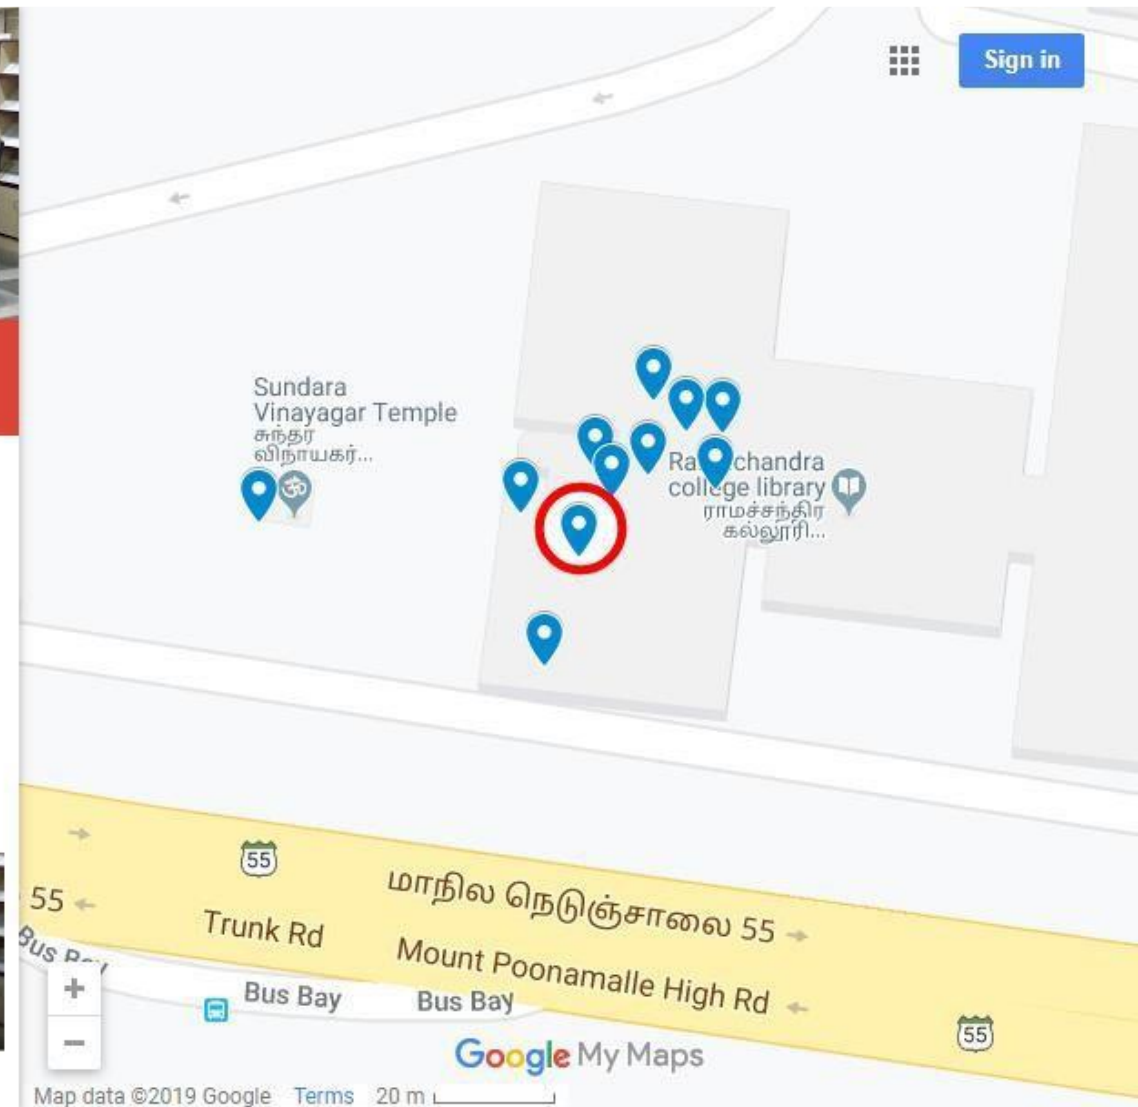 Sign in
Sundara
Vinayagar Temple
சுந்தர
விநாயகர்...
college library
ராமச்சந்திர
கல்லூரி...
55
மாநில நெடுஞ்சாலை 55
55
Trunk Rd
Mount Poonamalle High Rd
Bus Bay
Bus Bay
55
Google My Maps
Map data ©2019 Google Terms 20 m